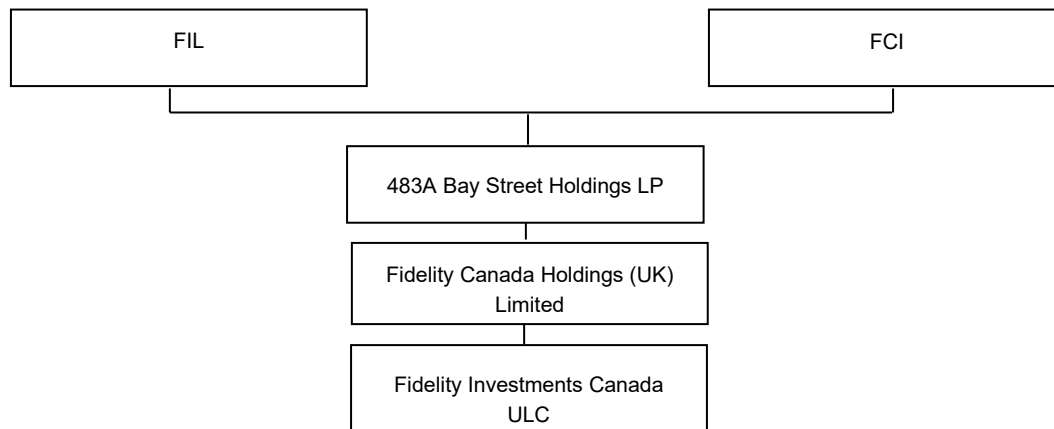 FIL
FCI
483A Bay Street Holdings LP
Fidelity Canada Holdings (UK)
Limited
Fidelity Investments Canada
ULC